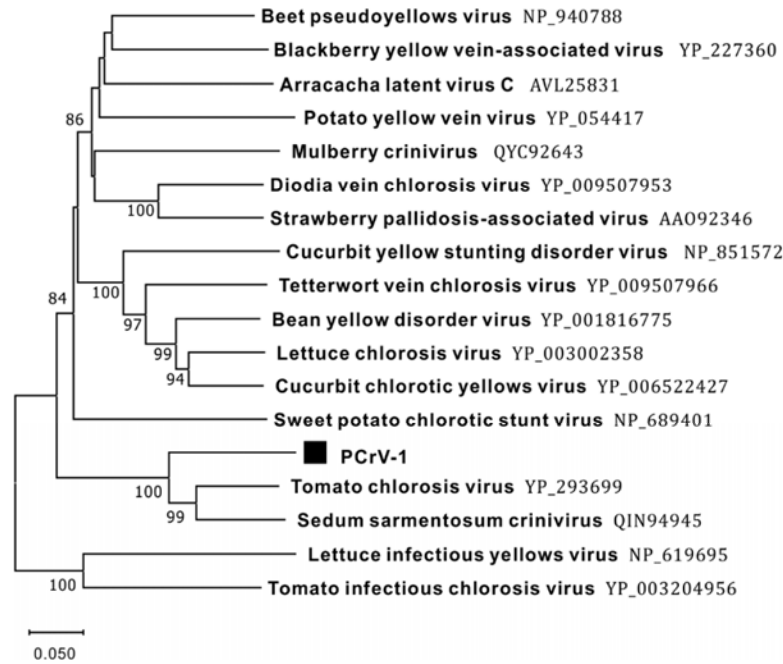 Beet pseudoyellows virus NP_940788
Blackberry yellow vein-associated virus YP_227360
Arracacha latent virus C AVL25831
86
Potato yellow vein virus YP_054417
Mulberry crinivirus QYC92643
Diodia vein chlorosis virus YP_009507953
100
Strawberry pallidosis-associated virus AAO92346
Cucurbit yellow stunting disorder virus NP_851572
100
Tetterwort vein chlorosis virus YP_009507966
84
97
Bean yellow disorder virus YP_001816775
99
Lettuce chlorosis virus YP_003002358
94
Cucurbit chlorotic yellows virus YP_006522427
Sweet potato chlorotic stunt virus NP_689401
PCrV-1
100
Tomato chlorosis virus YP_293699
99
Sedum sarmentosum crinivirus QIN94945
Lettuce infectious yellows virus NP_619695
100
Tomato infectious chlorosis virus YP_003204956
0.050